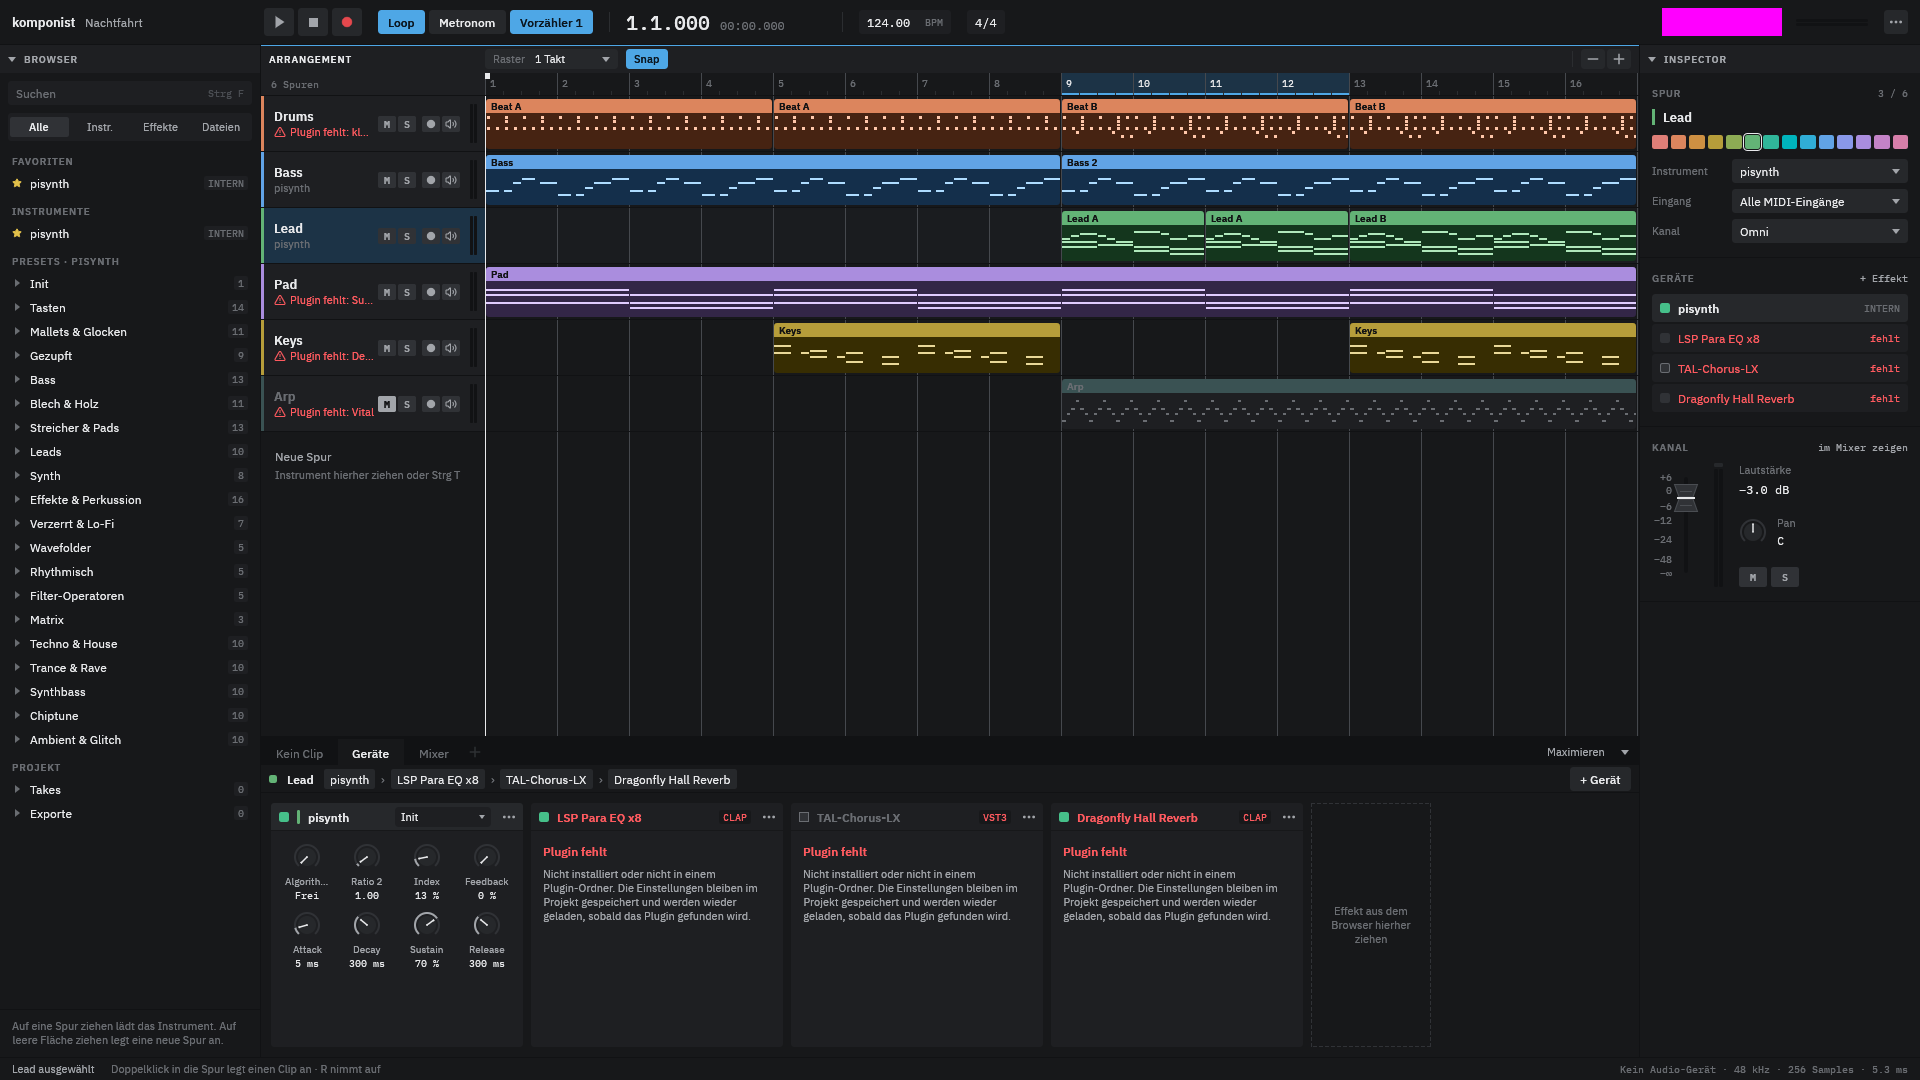 komponist Nachtfahrt
Loop Metronom Vorzähler 1 1.1.000 00:00.000 124.00 BPM 4/4
BROWSER
Suchen Strg F
Alle Instr. Effekte Dateien
FAVORITEN
pisynth INTERN
INSTRUMENTE
pisynth INTERN
PRESETS · PISYNTH
Init 1
Tasten 14
Mallets & Glocken 11
Gezupft 9
Bass 13
Blech & Holz 11
Streicher & Pads 13
Leads 10
Synth 8
Effekte & Perkussion 16
Verzerrt & Lo-Fi 7
Wavefolder 5
Rhythmisch 5
Filter-Operatoren 5
Matrix 3
Techno & House 10
Trance & Rave 10
Synthbass 10
Chiptune 10
Ambient & Glitch 10
PROJEKT
Takes 0
Exporte 0
Auf eine Spur ziehen lädt das Instrument. Auf
leere Fläche ziehen legt eine neue Spur an.
ARRANGEMENT Raster 1 Takt Snap
6 Spuren 1 2 3 4 5 6 7 8 9 10 11 12 13 14 15 16
Drums M S
Plugin fehlt: kl...
Beat A Beat A Beat B Beat B
Bass M S
pisynth
Bass Bass 2
Lead M S
pisynth
Lead A Lead A Lead B
Pad M S
Plugin fehlt: Su...
Pad
Keys M S
Plugin fehlt: De...
Keys Keys
Arp M S
Plugin fehlt: Vital
Arp
Neue Spur
Instrument hierher ziehen oder Strg T
Kein Clip Geräte Mixer + Maximieren
Lead pisynth › LSP Para EQ x8 › TAL-Chorus-LX › Dragonfly Hall Reverb + Gerät
pisynth Init
Algorith... Ratio 2 Index Feedback
Frei 1.00 13 % 0 %
Attack Decay Sustain Release
5 ms 300 ms 70 % 300 ms
LSP Para EQ x8 CLAP
Plugin fehlt
Nicht installiert oder nicht in einem
Plugin-Ordner. Die Einstellungen bleiben im
Projekt gespeichert und werden wieder
geladen, sobald das Plugin gefunden wird.
TAL-Chorus-LX VST3
Plugin fehlt
Nicht installiert oder nicht in einem
Plugin-Ordner. Die Einstellungen bleiben im
Projekt gespeichert und werden wieder
geladen, sobald das Plugin gefunden wird.
Dragonfly Hall Reverb CLAP
Plugin fehlt
Nicht installiert oder nicht in einem
Plugin-Ordner. Die Einstellungen bleiben im
Projekt gespeichert und werden wieder
geladen, sobald das Plugin gefunden wird.
Effekt aus dem
Browser hierher
ziehen
INSPECTOR
SPUR 3 / 6
Lead
Instrument pisynth
Eingang Alle MIDI-Eingänge
Kanal Omni
GERÄTE + Effekt
pisynth INTERN
LSP Para EQ x8 fehlt
TAL-Chorus-LX fehlt
Dragonfly Hall Reverb fehlt
KANAL im Mixer zeigen
+6
0
−6
−12
−24
−48
−∞
Lautstärke
−3.0 dB
Pan
C
M S
Lead ausgewählt Doppelklick in die Spur legt einen Clip an · R nimmt auf
Kein Audio-Gerät · 48 kHz · 256 Samples · 5.3 ms